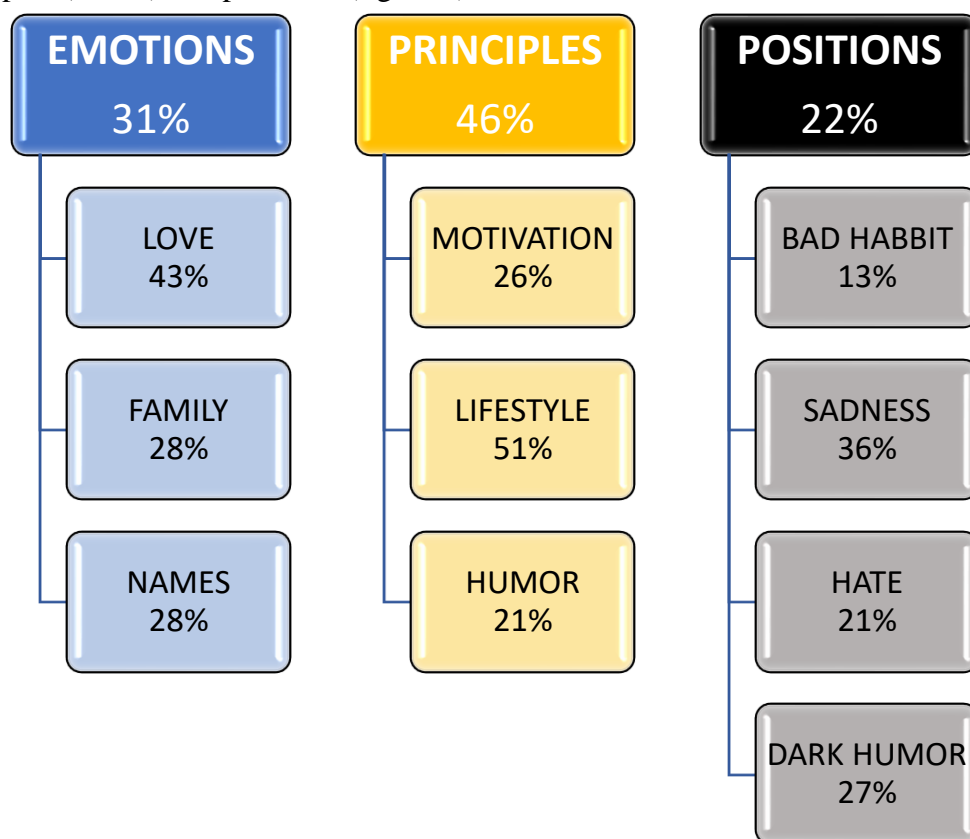 EMOTIONS
31%
LOVE
43%
FAMILY
28%
NAMES
28%
PRINCIPLES
46%
MOTIVATION
26%
LIFESTYLE
51%
HUMOR
21%
POSITIONS
22%
BAD HABBIT
13%
SADNESS
36%
HATE
21%
DARK HUMOR
27%